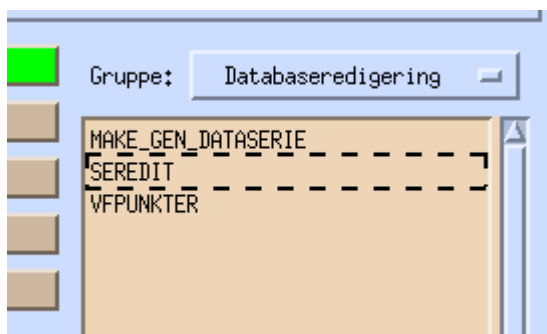 Gruppe: Databaseredigering
MAKE_GEN_DATASERIE
SEREDIT
VFPUNKTER